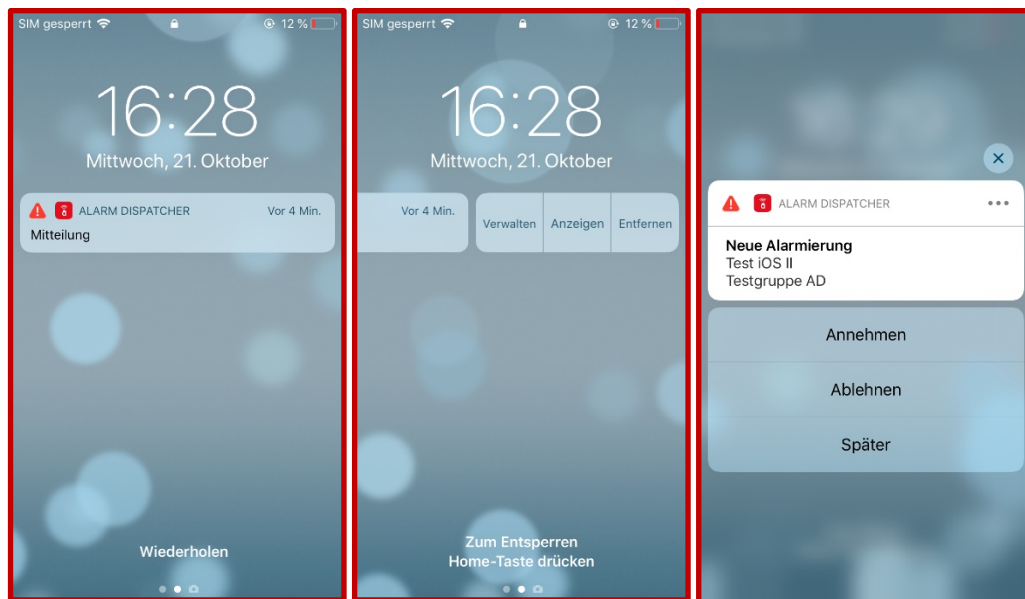 SIM gesperrt 12 %
16:28
Mittwoch, 21. Oktober
ALARM DISPATCHER Vor 4 Min.
Mitteilung
Wiederholen
SIM gesperrt 12 %
16:28
Mittwoch, 21. Oktober
Vor 4 Min. Verwalten Anzeigen Entfernen
Zum Entsperren
Home-Taste drücken
ALARM DISPATCHER
Neue Alarmierung
Test iOS II
Testgruppe AD
Annehmen
Ablehnen
Später